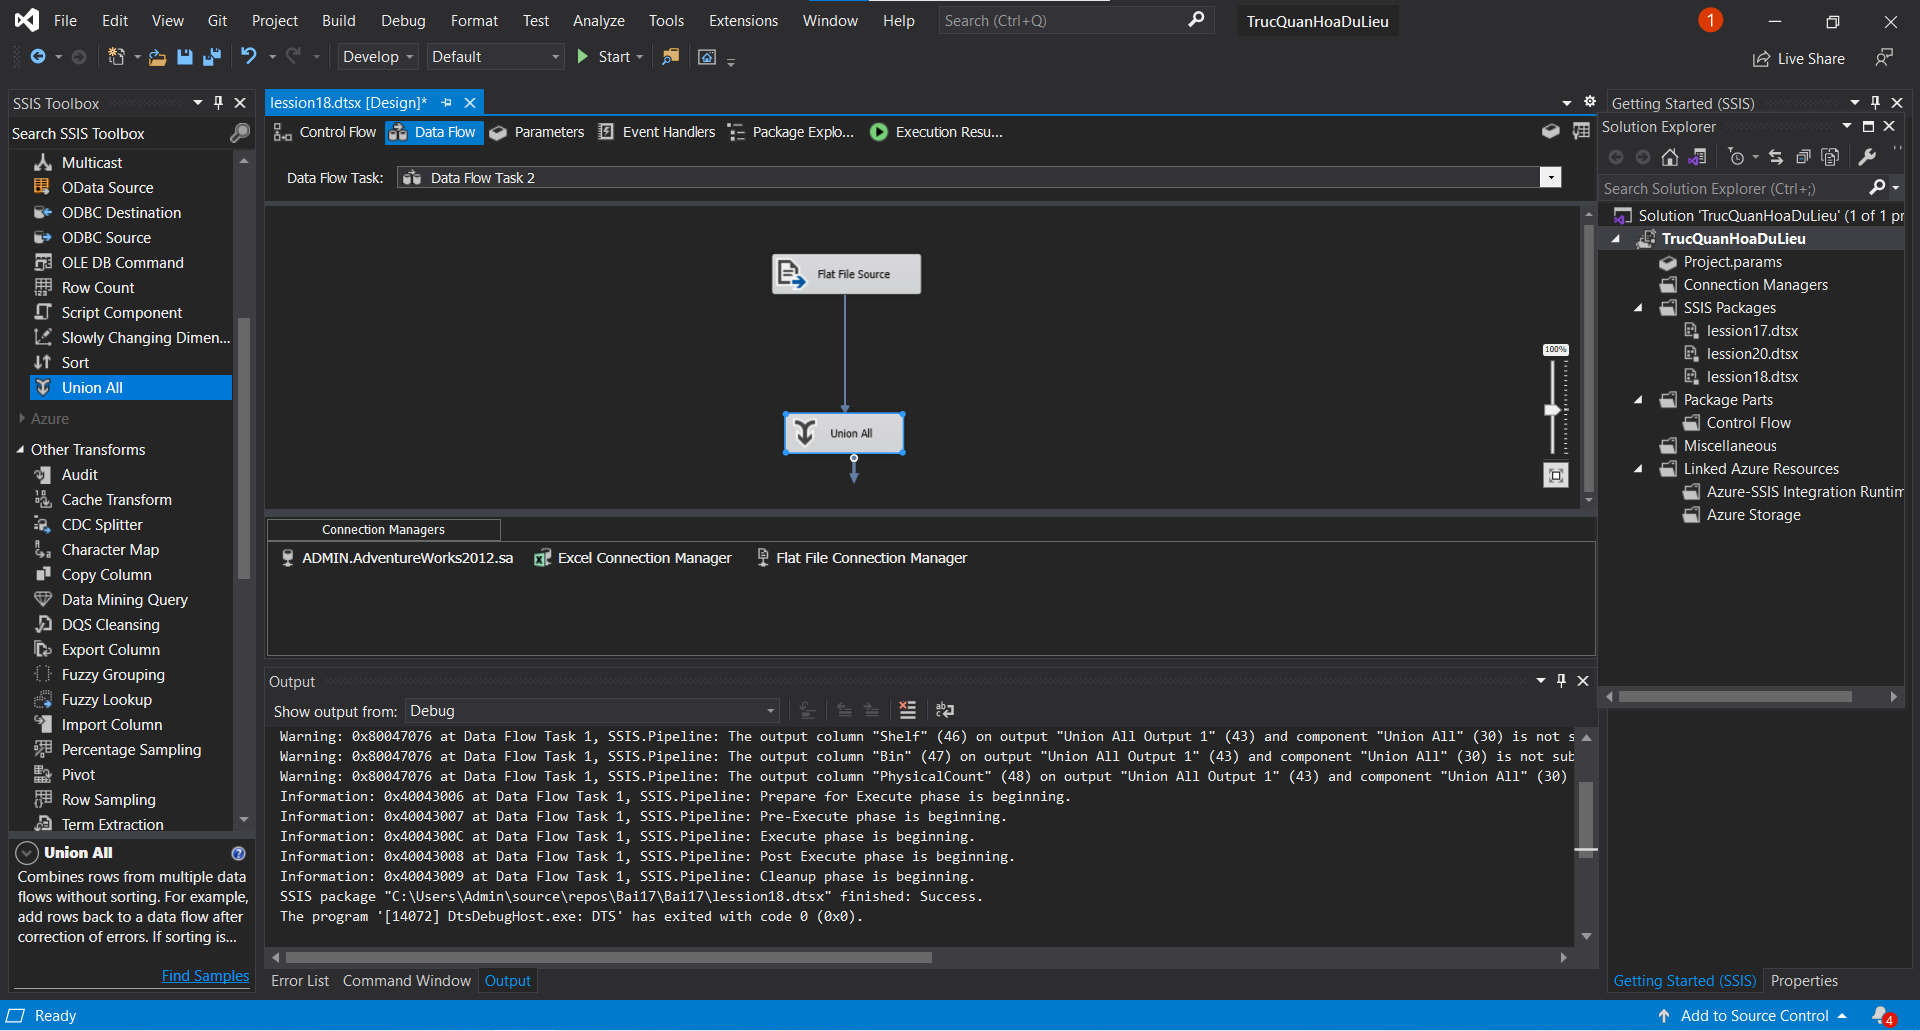 File Edit View Git Project Build Debug Format Test Analyze Tools Extensions Window Help Search (Ctrl+Q) TrucQuanHoaDuLieu 1
Develop Default Start Live Share
SSIS Toolbox
Search SSIS Toolbox
Multicast
OData Source
ODBC Destination
ODBC Source
OLE DB Command
Row Count
Script Component
Slowly Changing Dimen...
Sort
Union All
Azure
Other Transforms
Audit
Cache Transform
CDC Splitter
Character Map
Copy Column
Data Mining Query
DQS Cleansing
Export Column
Fuzzy Grouping
Fuzzy Lookup
Import Column
Percentage Sampling
Pivot
Row Sampling
Term Extraction
Union All
Combines rows from multiple data
flows without sorting. For example,
add rows back to a data flow after
correction of errors. If sorting is...
Find Samples
lession18.dtsx [Design]*
Control Flow Data Flow Parameters Event Handlers Package Explo... Execution Resu...
Data Flow Task: Data Flow Task 2
Flat File Source
Union All
100%
Connection Managers
ADMIN.AdventureWorks2012.sa Excel Connection Manager Flat File Connection Manager
Output
Show output from: Debug
Warning: 0x80047076 at Data Flow Task 1, SSIS.Pipeline: The output column "Shelf" (46) on output "Union All Output 1" (43) and component "Union All" (30) is not s
Warning: 0x80047076 at Data Flow Task 1, SSIS.Pipeline: The output column "Bin" (47) on output "Union All Output 1" (43) and component "Union All" (30) is not sub
Warning: 0x80047076 at Data Flow Task 1, SSIS.Pipeline: The output column "PhysicalCount" (48) on output "Union All Output 1" (43) and component "Union All" (30)
Information: 0x40043006 at Data Flow Task 1, SSIS.Pipeline: Prepare for Execute phase is beginning.
Information: 0x40043007 at Data Flow Task 1, SSIS.Pipeline: Pre-Execute phase is beginning.
Information: 0x4004300C at Data Flow Task 1, SSIS.Pipeline: Execute phase is beginning.
Information: 0x40043008 at Data Flow Task 1, SSIS.Pipeline: Post Execute phase is beginning.
Information: 0x40043009 at Data Flow Task 1, SSIS.Pipeline: Cleanup phase is beginning.
SSIS package "C:\Users\Admin\source\repos\Bai17\Bai17\lession18.dtsx" finished: Success.
The program '[14072] DtsDebugHost.exe: DTS' has exited with code 0 (0x0).
Error List Command Window Output
Getting Started (SSIS)
Solution Explorer
Search Solution Explorer (Ctrl+;)
Solution 'TrucQuanHoaDuLieu' (1 of 1 pr
TrucQuanHoaDuLieu
Project.params
Connection Managers
SSIS Packages
lession17.dtsx
lession20.dtsx
lession18.dtsx
Package Parts
Control Flow
Miscellaneous
Linked Azure Resources
Azure-SSIS Integration Runtim
Azure Storage
Getting Started (SSIS) Properties
Ready Add to Source Control 4